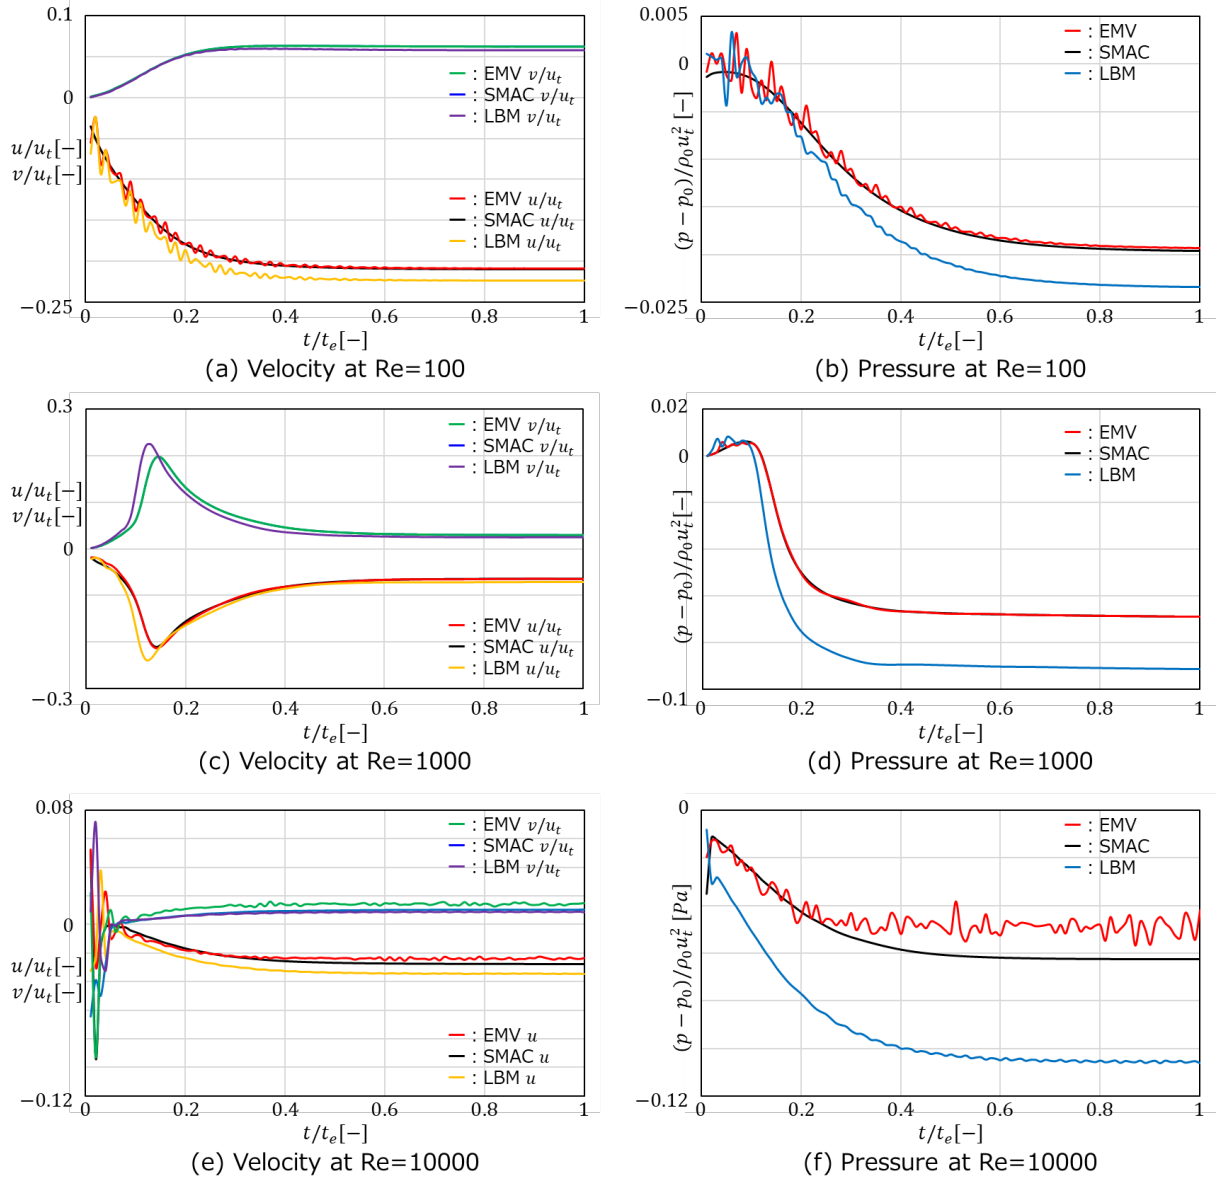 0.1
0
u/u_t[−]
v/u_t[−]
−0.25
: EMV v/u_t
: SMAC v/u_t
: LBM v/u_t
: EMV u/u_t
: SMAC u/u_t
: LBM u/u_t
0 0.2 0.4 0.6 0.8 1
t/t_e[−]
(a) Velocity at Re=100
0.005
0
(p − p_0)/ρ_0u_t^2 [−]
−0.025
: EMV
: SMAC
: LBM
0 0.2 0.4 0.6 0.8 1
t/t_e[−]
(b) Pressure at Re=100
0.3
u/u_t[−]
v/u_t[−]
0
−0.3
: EMV v/u_t
: SMAC v/u_t
: LBM v/u_t
: EMV u/u_t
: SMAC u/u_t
: LBM u/u_t
0 0.2 0.4 0.6 0.8 1
t/t_e[−]
(c) Velocity at Re=1000
0.02
0
(p − p_0)/ρ_0u_t^2[−]
−0.1
: EMV
: SMAC
: LBM
0 0.2 0.4 0.6 0.8 1
t/t_e[−]
(d) Pressure at Re=1000
0.08
0
u/u_t[−]
v/u_t[−]
−0.12
: EMV v/u_t
: SMAC v/u_t
: LBM v/u_t
: EMV u
: SMAC u
: LBM u
0 0.2 0.4 0.6 0.8 1
t/t_e[−]
(e) Velocity at Re=10000
0
(p − p_0)/ρ_0u_t^2 [Pa]
−0.12
: EMV
: SMAC
: LBM
0 0.2 0.4 0.6 0.8 1
t/t_e[−]
(f) Pressure at Re=10000